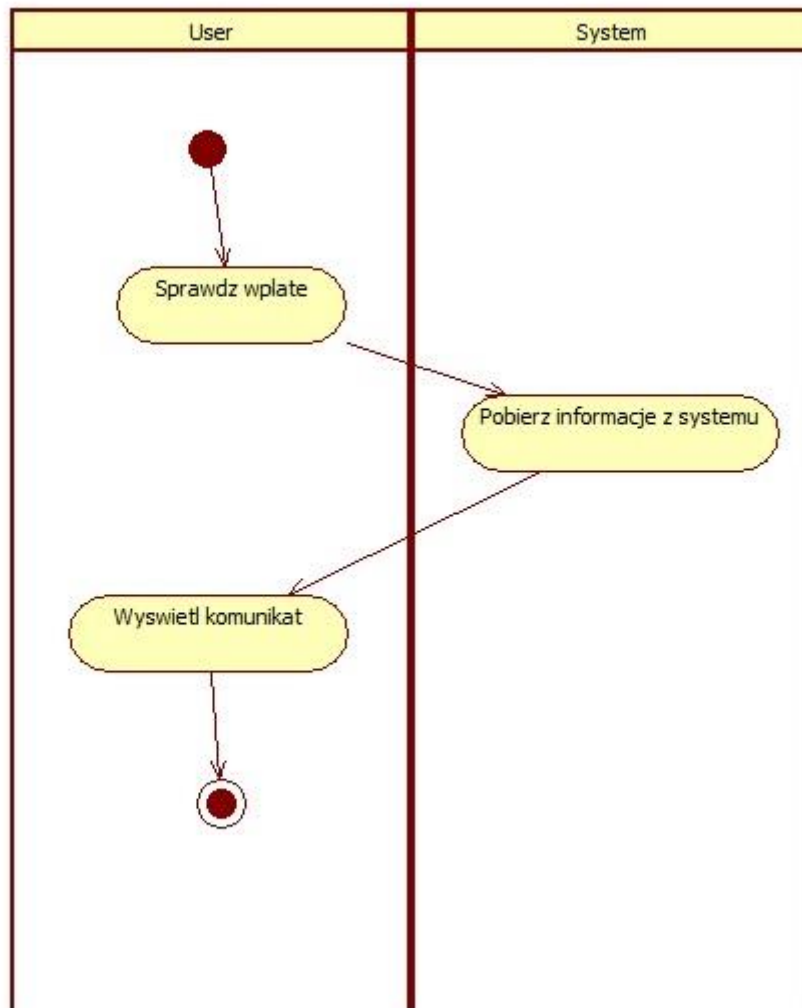 User
System
Sprawdz wplate
Pobierz informacje z systemu
Wyswietl komunikat